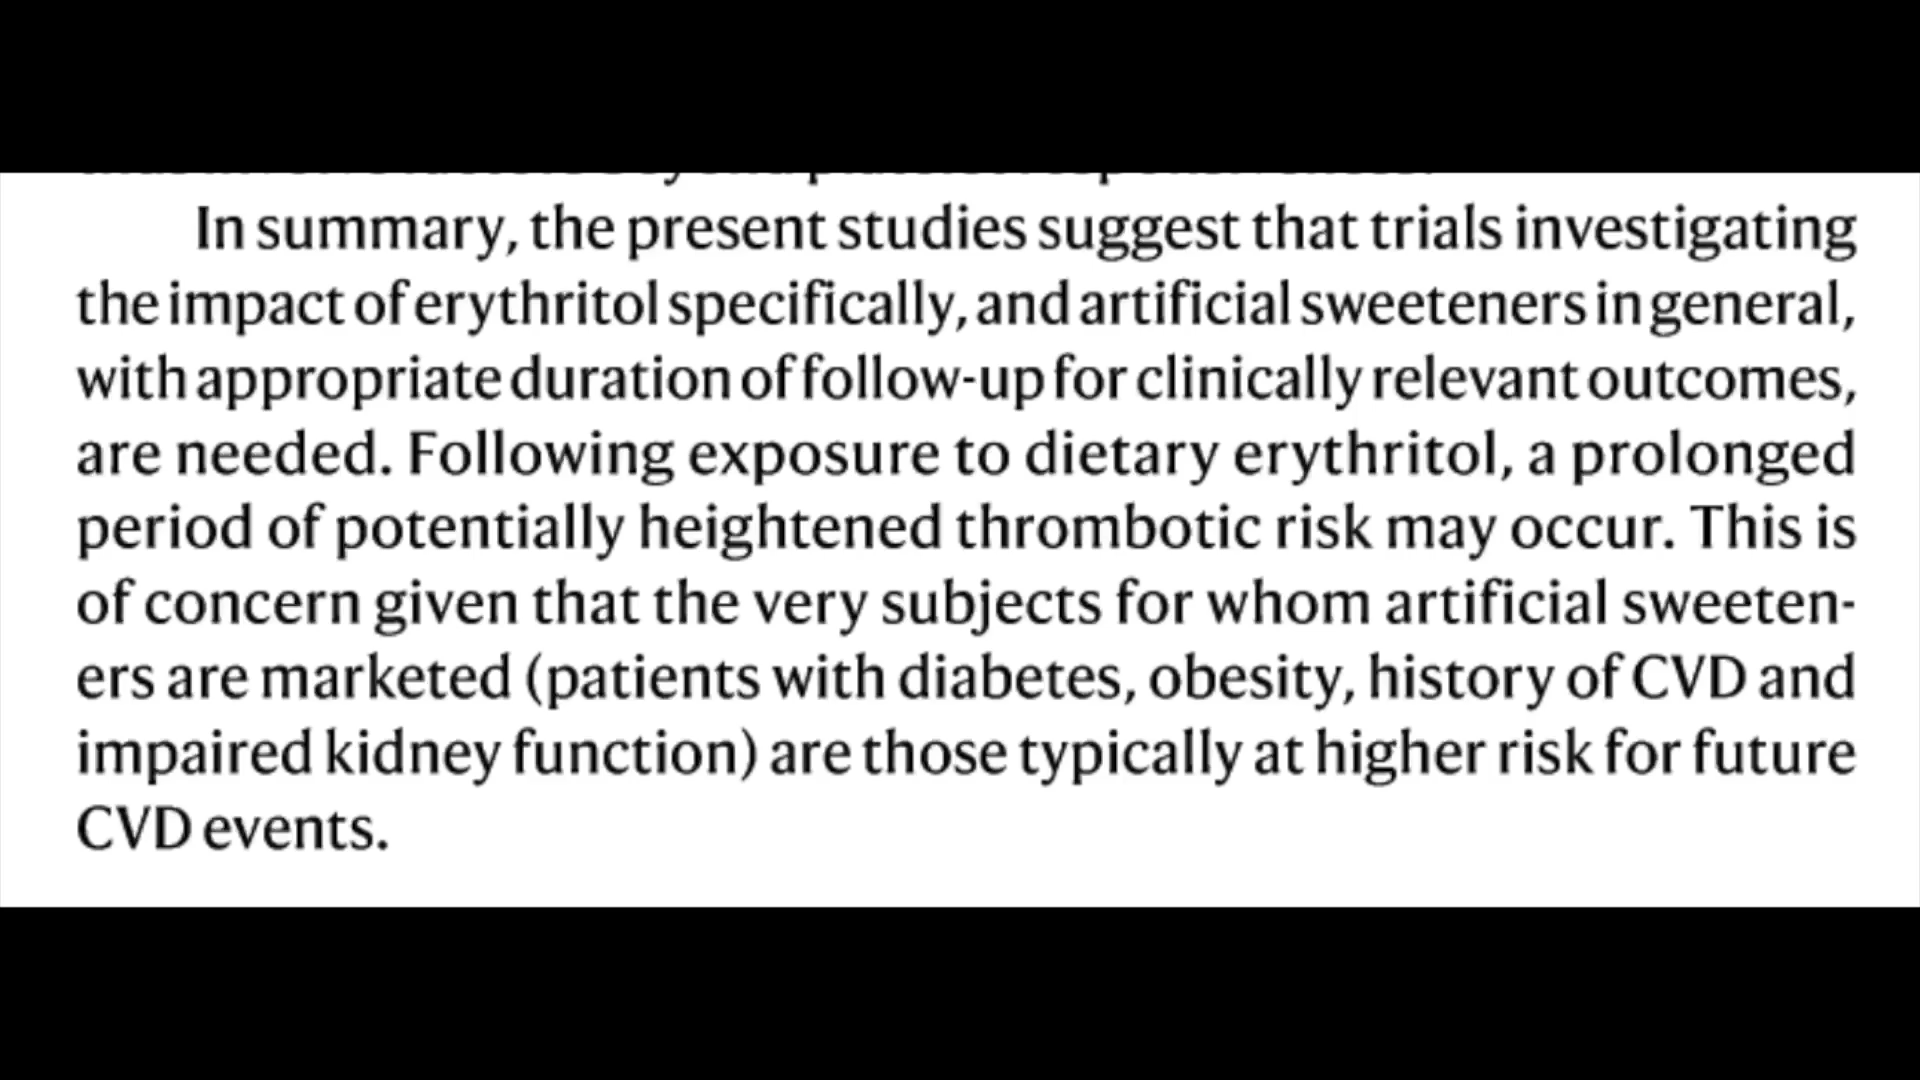 In summary, the present studies suggest that trials investigating
the impact of erythritol specifically, and artificial sweeteners in general,
with appropriate duration of follow-up for clinically relevant outcomes,
are needed. Following exposure to dietary erythritol, a prolonged
period of potentially heightened thrombotic risk may occur. This is
of concern given that the very subjects for whom artificial sweeten-
ers are marketed (patients with diabetes, obesity, history of CVD and
impaired kidney function) are those typically at higher risk for future
CVD events.